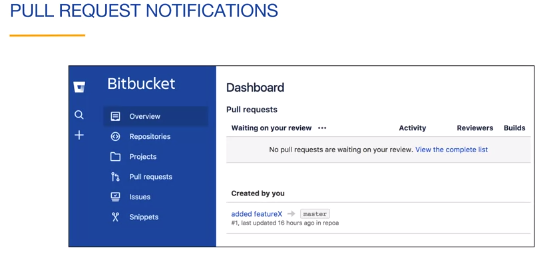 PULL REQUEST NOTIFICATIONS
Bitbucket
Overview
Repositories
Projects
Pull requests
Issues
Snippets
Dashboard
Pull requests
Waiting on your review ··· Activity Reviewers Builds
No pull requests are waiting on your review. View the complete list
Created by you
added featureX → master
#1, last updated 16 hours ago in repoa